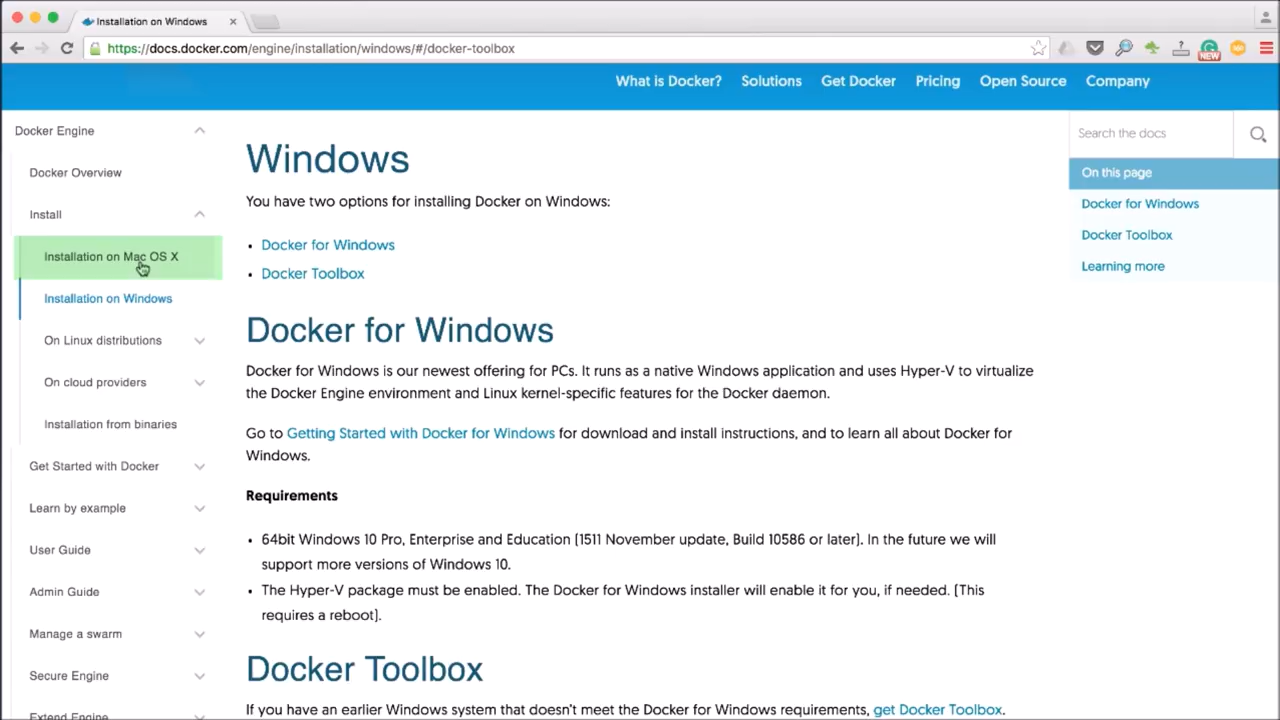 Installation on Windows
https://docs.docker.com/engine/installation/windows/#/docker-toolbox
NEW
What is Docker?
Solutions
Get Docker
Pricing
Open Source
Company
Docker Engine
Docker Overview
Install
Installation on Mac OS X
Installation on Windows
On Linux distributions
On cloud providers
Installation from binaries
Get Started with Docker
Learn by example
User Guide
Admin Guide
Manage a swarm
Secure Engine
Extend Engine
Windows
You have two options for installing Docker on Windows:
• Docker for Windows
• Docker Toolbox
Docker for Windows
Docker for Windows is our newest offering for PCs. It runs as a native Windows application and uses Hyper-V to virtualize
the Docker Engine environment and Linux kernel-specific features for the Docker daemon.
Go to Getting Started with Docker for Windows for download and install instructions, and to learn all about Docker for
Windows.
Requirements
• 64bit Windows 10 Pro, Enterprise and Education (1511 November update, Build 10586 or later). In the future we will
support more versions of Windows 10.
• The Hyper-V package must be enabled. The Docker for Windows installer will enable it for you, if needed. (This
requires a reboot).
Docker Toolbox
If you have an earlier Windows system that doesn't meet the Docker for Windows requirements, get Docker Toolbox.
Search the docs
On this page
Docker for Windows
Docker Toolbox
Learning more